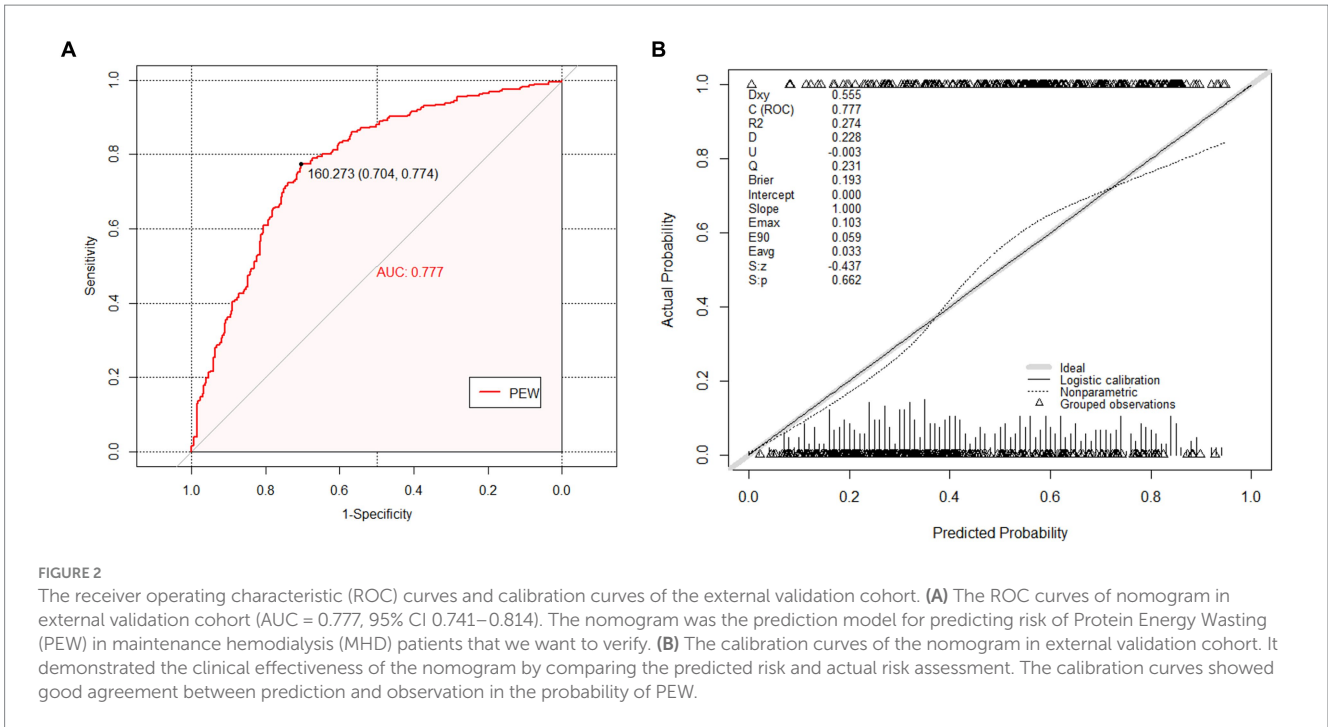 A
1.0
0.8
0.6
0.4
0.2
0.0
Sensitivity
160.273 (0.704, 0.774)
AUC: 0.777
PEW
1.0
0.8
0.6
0.4
0.2
0.0
1-Specificity
B
1.0
0.8
0.6
0.4
0.2
0.0
Actual Probability
Dxy 0.555
C (ROC) 0.777
R2 0.274
D 0.228
U -0.003
Q 0.231
Brier 0.193
Intercept 0.000
Slope 1.000
Emax 0.103
E90 0.059
Eavg 0.033
S:z -0.437
S:p 0.662
Ideal
Logistic calibration
Nonparametric
Grouped observations
0.0
0.2
0.4
0.6
0.8
1.0
Predicted Probability
FIGURE 2
The receiver operating characteristic (ROC) curves and calibration curves of the external validation cohort. (A) The ROC curves of nomogram in
external validation cohort (AUC = 0.777, 95% CI 0.741–0.814). The nomogram was the prediction model for predicting risk of Protein Energy Wasting
(PEW) in maintenance hemodialysis (MHD) patients that we want to verify. (B) The calibration curves of the nomogram in external validation cohort. It
demonstrated the clinical effectiveness of the nomogram by comparing the predicted risk and actual risk assessment. The calibration curves showed
good agreement between prediction and observation in the probability of PEW.